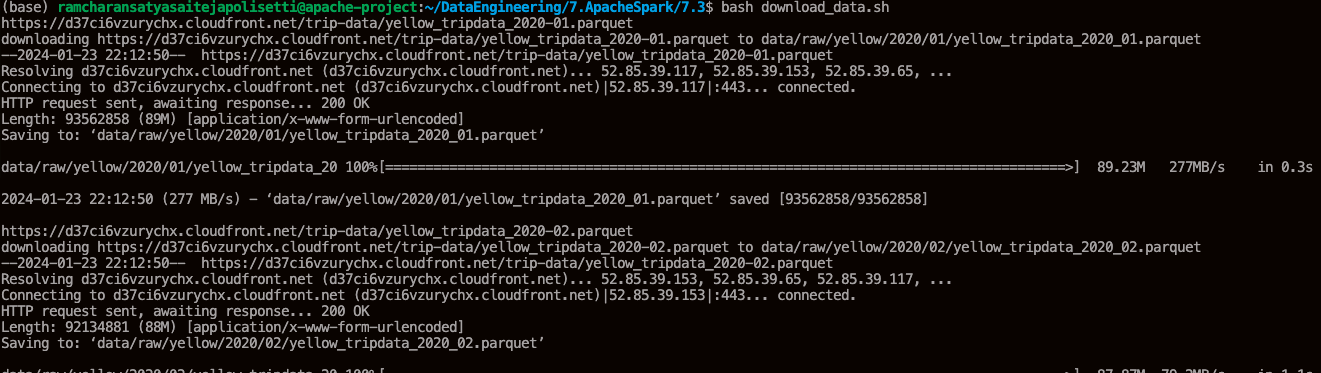 (base) ramcharansatyasaitejapolisetti@apache-project:~/DataEngineering/7.ApacheSpark/7.3$ bash download_data.sh
https://d37ci6vzurychx.cloudfront.net/trip-data/yellow_tripdata_2020-01.parquet
downloading https://d37ci6vzurychx.cloudfront.net/trip-data/yellow_tripdata_2020-01.parquet to data/raw/yellow/2020/01/yellow_tripdata_2020_01.parquet
--2024-01-23 22:12:50--  https://d37ci6vzurychx.cloudfront.net/trip-data/yellow_tripdata_2020-01.parquet
Resolving d37ci6vzurychx.cloudfront.net (d37ci6vzurychx.cloudfront.net)... 52.85.39.117, 52.85.39.153, 52.85.39.65, ...
Connecting to d37ci6vzurychx.cloudfront.net (d37ci6vzurychx.cloudfront.net)|52.85.39.117|:443... connected.
HTTP request sent, awaiting response... 200 OK
Length: 93562858 (89M) [application/x-www-form-urlencoded]
Saving to: ‘data/raw/yellow/2020/01/yellow_tripdata_2020_01.parquet’
data/raw/yellow/2020/01/yellow_tripdata_20 100%[=====================================================================================>]  89.23M   277MB/s    in 0.3s
2024-01-23 22:12:50 (277 MB/s) - ‘data/raw/yellow/2020/01/yellow_tripdata_2020_01.parquet’ saved [93562858/93562858]
https://d37ci6vzurychx.cloudfront.net/trip-data/yellow_tripdata_2020-02.parquet
downloading https://d37ci6vzurychx.cloudfront.net/trip-data/yellow_tripdata_2020-02.parquet to data/raw/yellow/2020/02/yellow_tripdata_2020_02.parquet
--2024-01-23 22:12:50--  https://d37ci6vzurychx.cloudfront.net/trip-data/yellow_tripdata_2020-02.parquet
Resolving d37ci6vzurychx.cloudfront.net (d37ci6vzurychx.cloudfront.net)... 52.85.39.153, 52.85.39.65, 52.85.39.117, ...
Connecting to d37ci6vzurychx.cloudfront.net (d37ci6vzurychx.cloudfront.net)|52.85.39.153|:443... connected.
HTTP request sent, awaiting response... 200 OK
Length: 92134881 (88M) [application/x-www-form-urlencoded]
Saving to: ‘data/raw/yellow/2020/02/yellow_tripdata_2020_02.parquet’